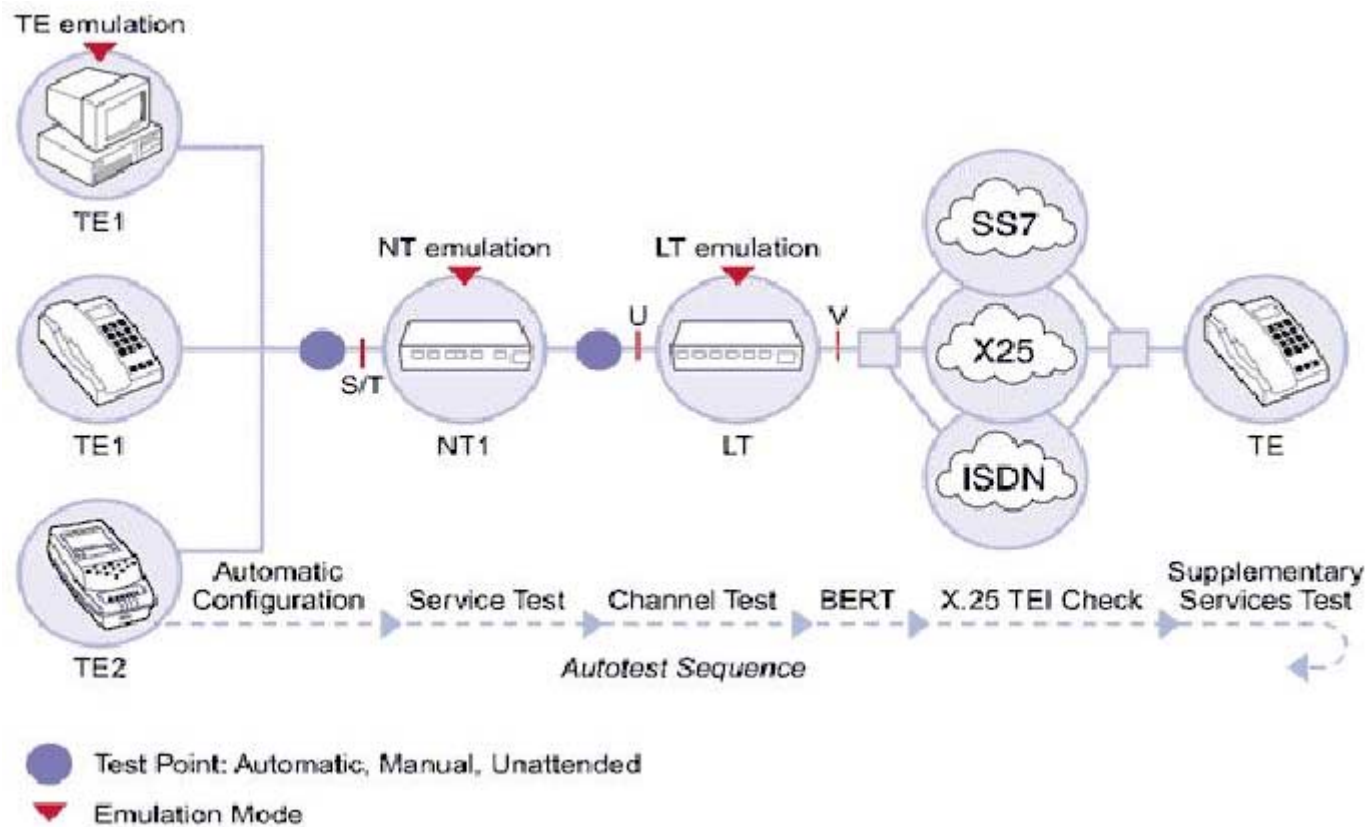 TE emulation
TE1
NT emulation
LT emulation
SS7
U
V
X25
S/T
TE1
NT1
LT
TE
ISDN
Automatic
Configuration
Service Test
Channel Test
BERT
X.25 TEI Check
Supplementary
Services Test
TE2
Autotest Sequence
Test Point: Automatic, Manual, Unattended
Emulation Mode